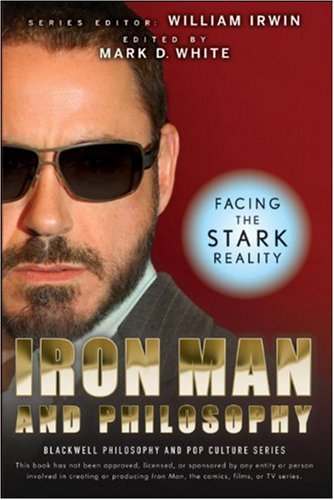 SERIES EDITOR: WILLIAM IRWIN
EDITED BY
MARK D. WHITE
FACING
THE
STARK
REALITY
IRON MAN
AND PHILOSOPHY
BLACKWELL PHILOSOPHY AND POP CULTURE SERIES
This book has not been approved, licensed, or sponsored by any entity or person
involved in creating or producing Iron Man, the comics, films, or TV series.